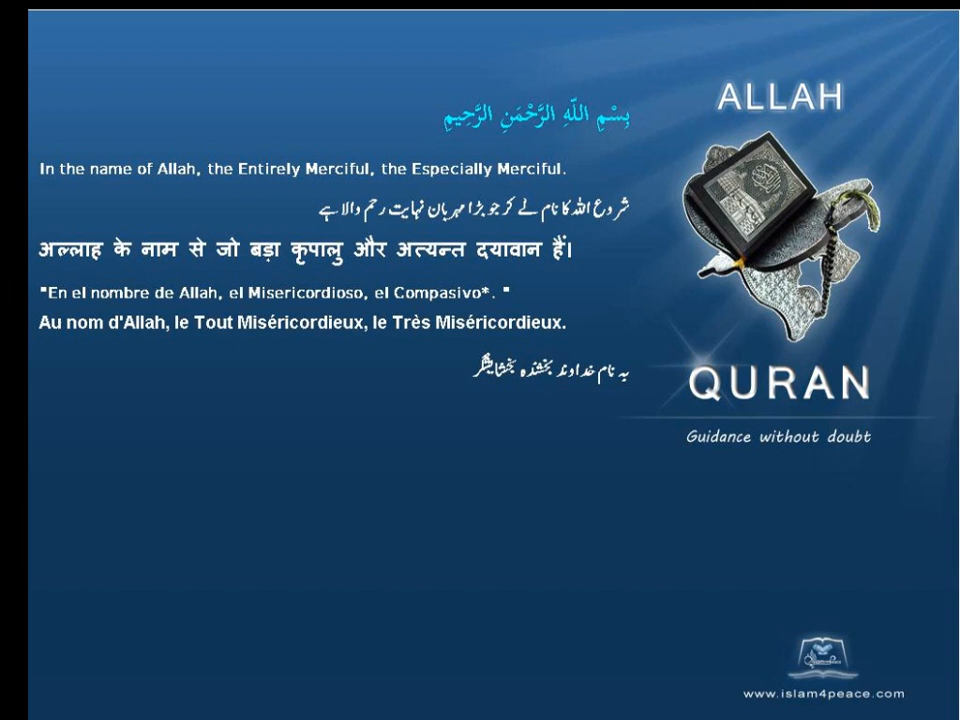 بِسْمِ اللّهِ الرَّحْمَنِ الرَّحِيمِ
In the name of Allah, the Entirely Merciful, the Especially Merciful.
شروع الله کا نام لے کر جو بڑا مہربان نہایت رحم والا ہے
अल्लाह के नाम से जो बड़ा कृपालु और अत्यन्त दयावान हैं।
"En el nombre de Allah, el Misericordioso, el Compasivo*. "
Au nom d'Allah, le Tout Miséricordieux, le Très Miséricordieux.
به نام خداوند بخشنده بخشایشگر
ALLAH
QURAN
Guidance without doubt
www.islam4peace.com